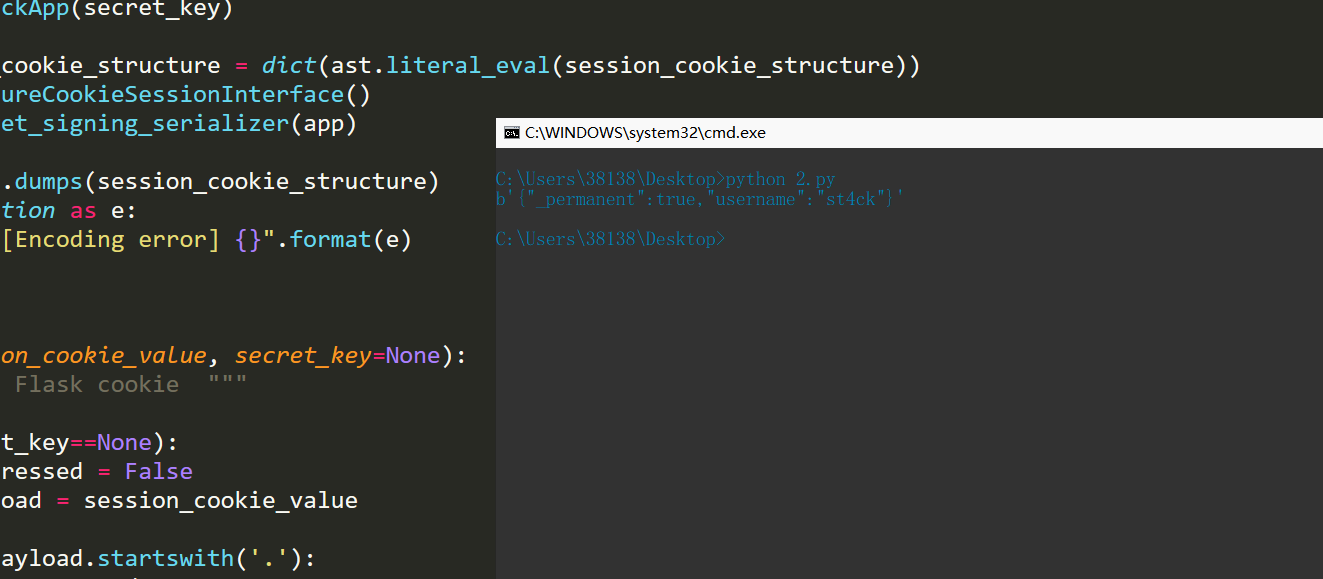 ckApp(secret_key)
_cookie_structure = dict(ast.literal_eval(session_cookie_structure))
ureCookieSessionInterface()
et_signing_serializer(app)
.dumps(session_cookie_structure)
tion as e:
[Encoding error] {}".format(e)
on_cookie_value, secret_key=None):
Flask cookie """
t_key==None):
ressed = False
oad = session_cookie_value
ayload.startswith('.'):
C:\WINDOWS\system32\cmd.exe
C:\Users\38138\Desktop>python 2.py
b'{"_permanent":true,"username":"st4ck"}'
C:\Users\38138\Desktop>